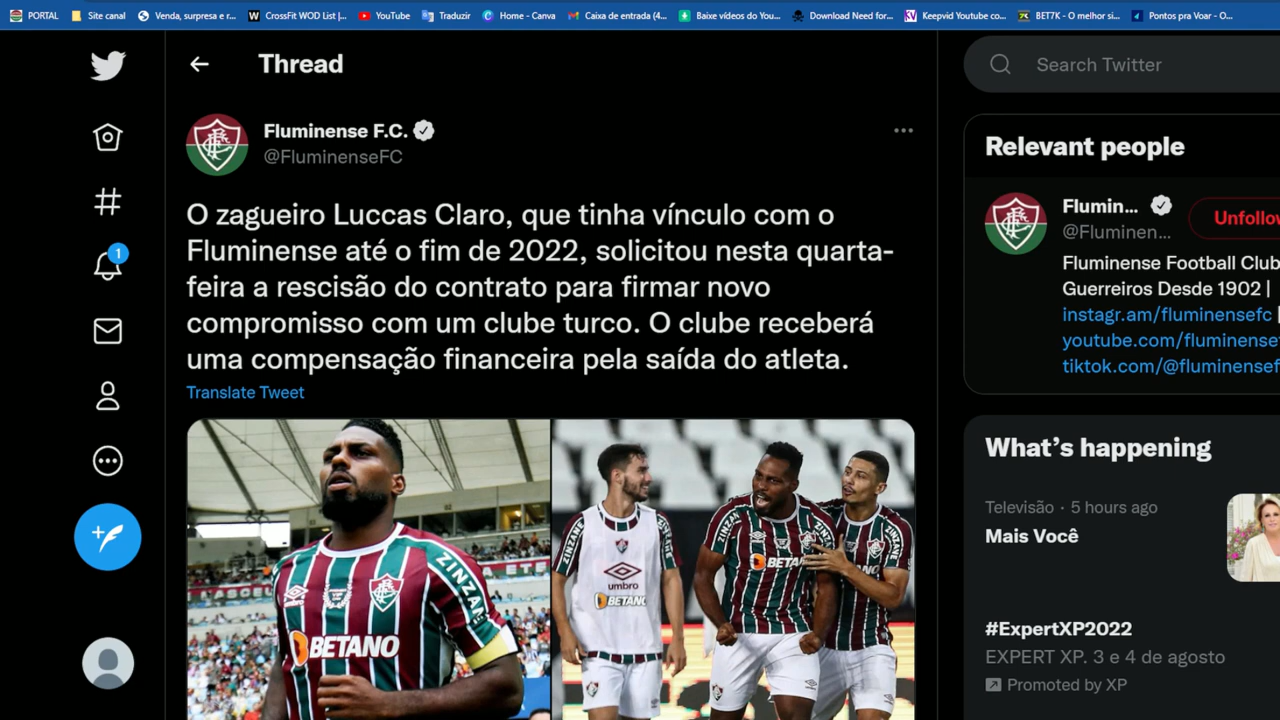 PORTAL
Site canal
Venda, surpresa e r...
CrossFit WOD List |...
YouTube
Traduzir
Home - Canva
Caixa de entrada (4...
Baixe vídeos do You...
Download Need for...
Keepvid Youtube co...
BET7K - O melhor si...
Pontos pra Voar - O...
Thread
Search Twitter
Fluminense F.C.
@FluminenseFC
O zagueiro Luccas Claro, que tinha vínculo com o
Fluminense até o fim de 2022, solicitou nesta quarta-
feira a rescisão do contrato para firmar novo
compromisso com um clube turco. O clube receberá
uma compensação financeira pela saída do atleta.
Translate Tweet
1
ZINZANE
BETANO
ZINZANE
umbro
BETANO
BETANO
Relevant people
Flumin...
@Fluminen...
Unfollow
Fluminense Football Club
Guerreiros Desde 1902 |
instagr.am/fluminensefc |
youtube.com/fluminense
tiktok.com/@fluminensef
What's happening
Televisão · 5 hours ago
Mais Você
#ExpertXP2022
EXPERT XP. 3 e 4 de agosto
Promoted by XP